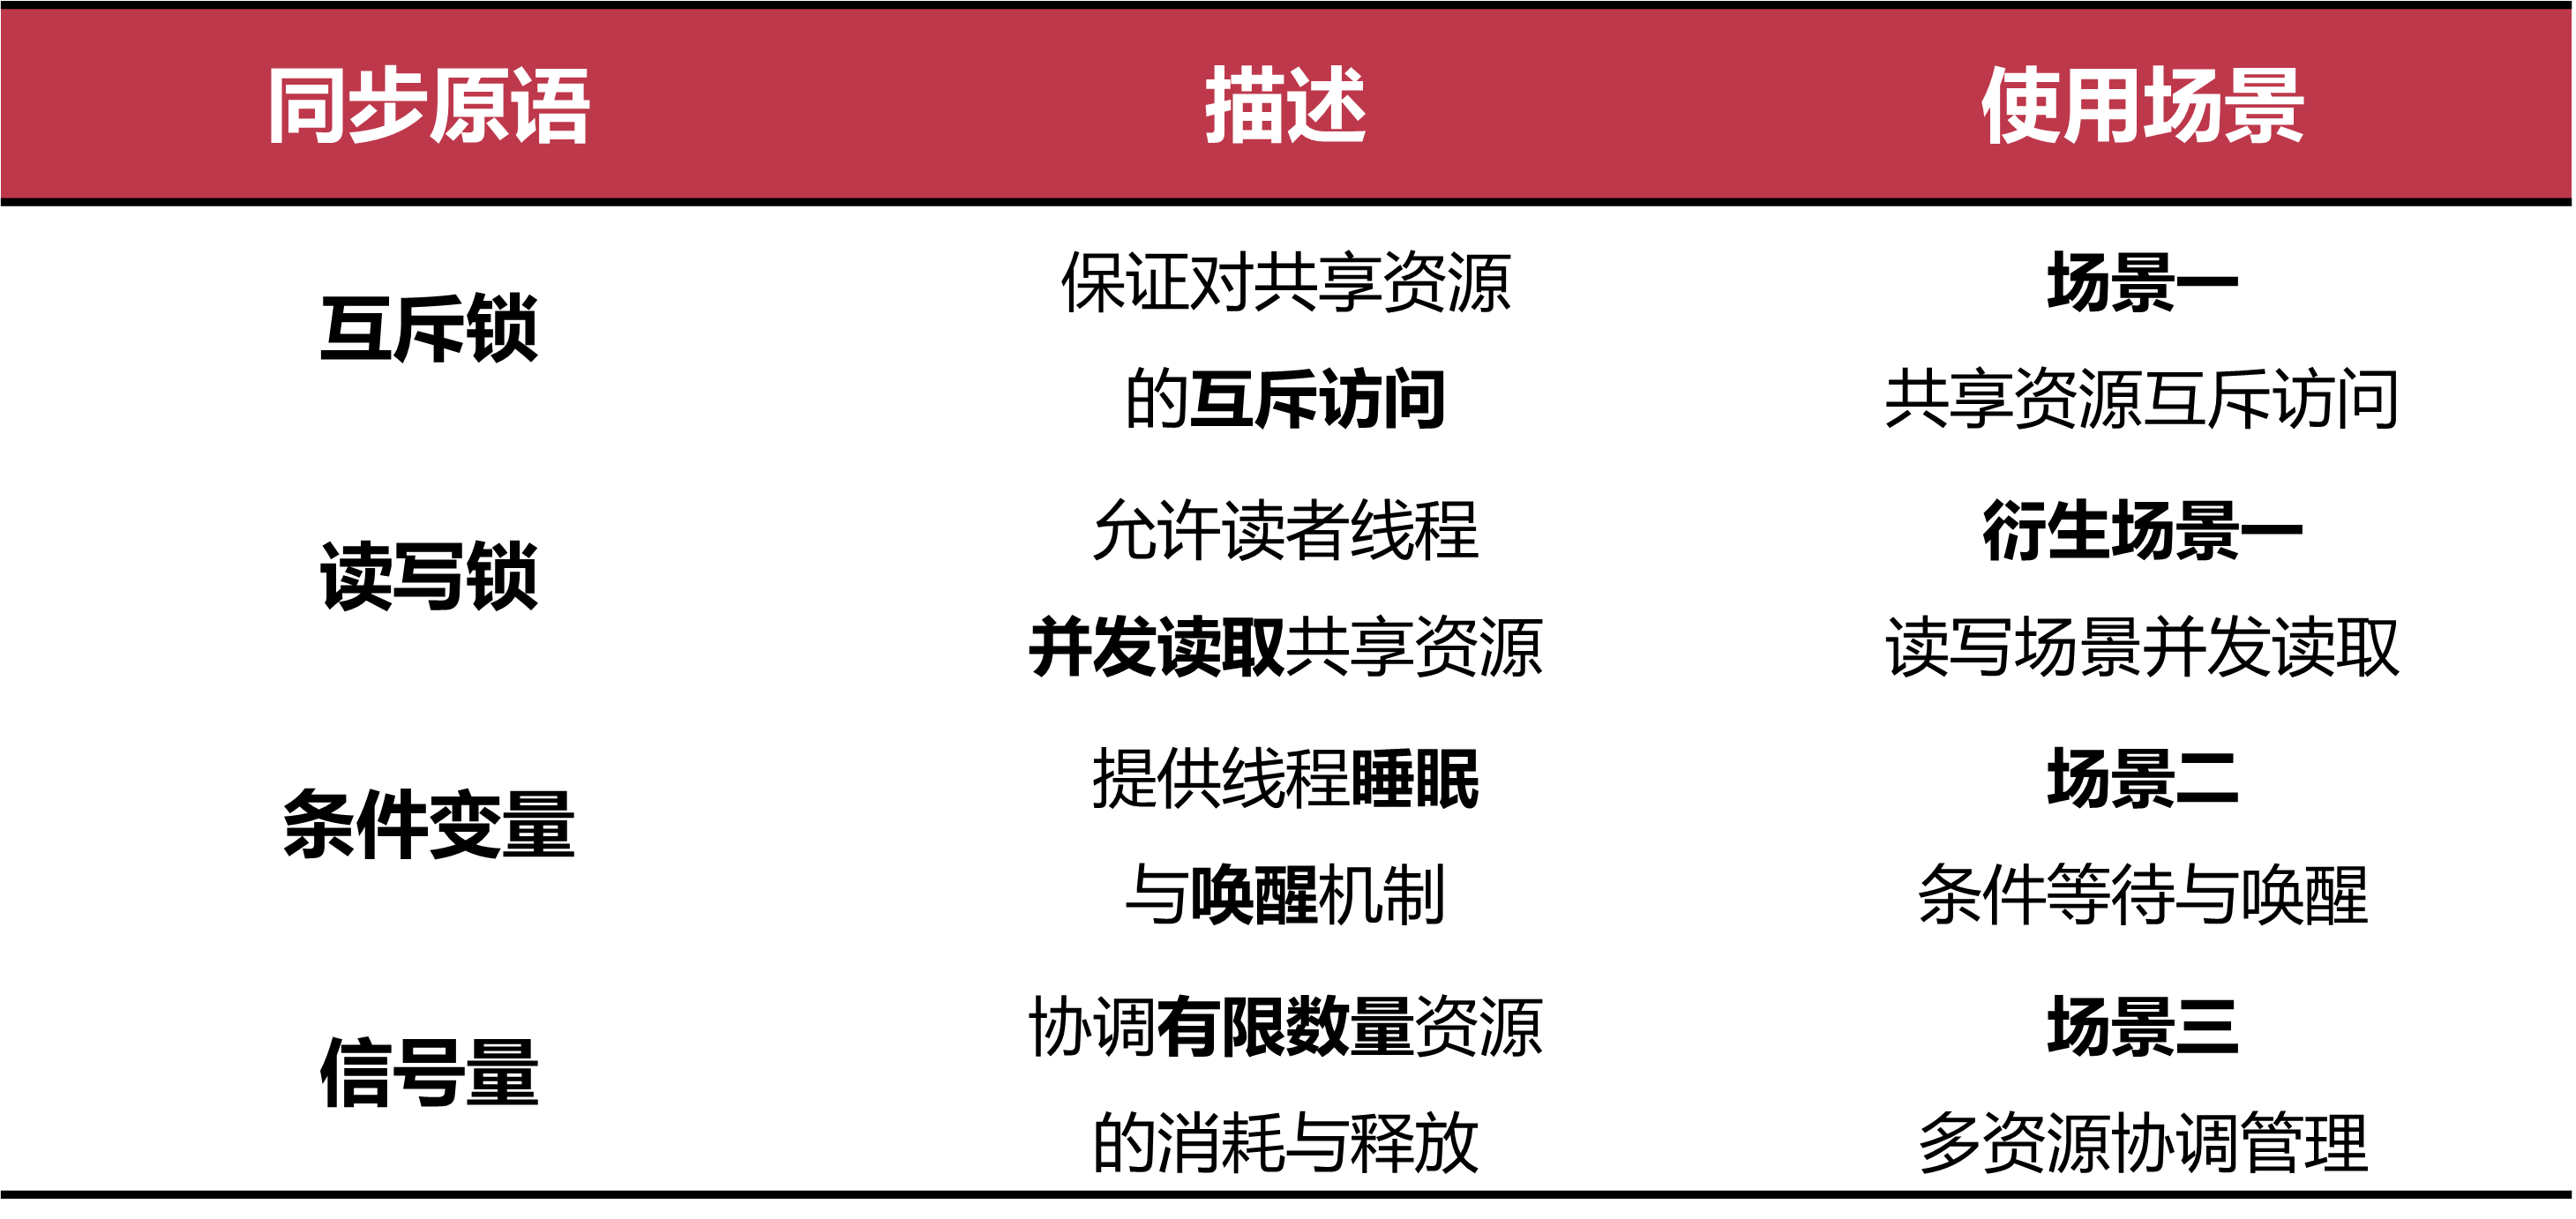 同步原语 描述 使用场景
互斥锁 保证对共享资源 场景一
的互斥访问 共享资源互斥访问
读写锁 允许读者线程 衍生场景一
并发读取共享资源 读写场景并发读取
条件变量 提供线程睡眠 场景二
与唤醒机制 条件等待与唤醒
信号量 协调有限数量资源 场景三
的消耗与释放 多资源协调管理